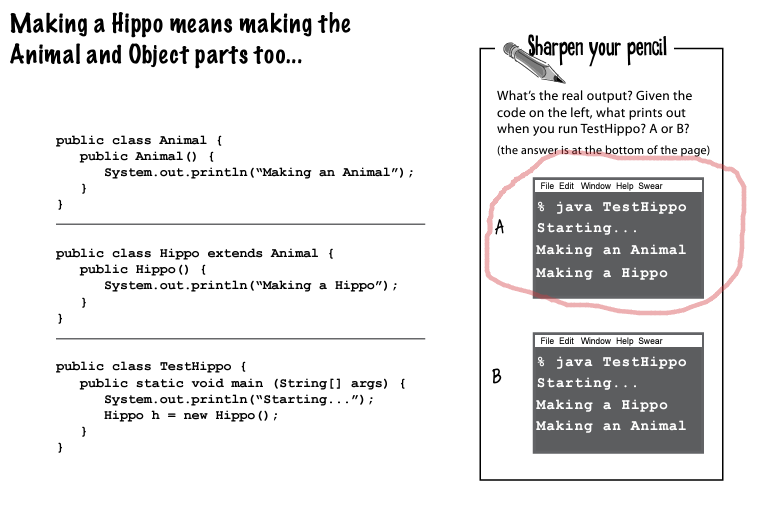 Making a Hippo means making the
Animal and Object parts too...
public class Animal {
public Animal() {
System.out.println(“Making an Animal”);
}
}
public class Hippo extends Animal {
public Hippo() {
System.out.println(“Making a Hippo”);
}
}
public class TestHippo {
public static void main (String[] args) {
System.out.println(“Starting...”);
Hippo h = new Hippo();
}
}
Sharpen your pencil
What’s the real output? Given the
code on the left, what prints out
when you run TestHippo? A or B?
(the answer is at the bottom of the page)
A
File Edit Window Help Swear
% java TestHippo
Starting...
Making an Animal
Making a Hippo
B
File Edit Window Help Swear
% java TestHippo
Starting...
Making a Hippo
Making an Animal